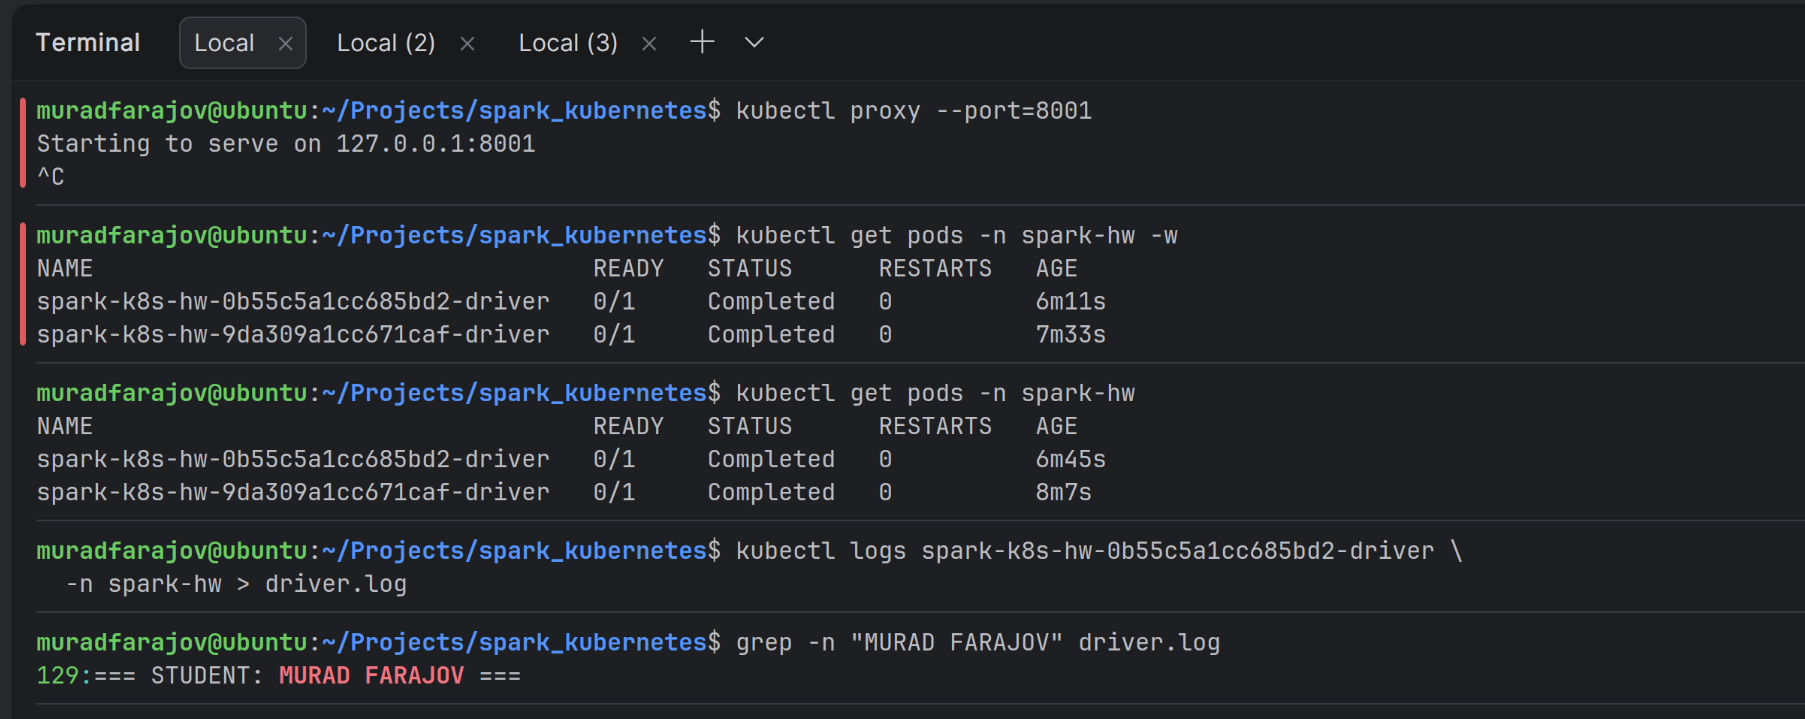 Terminal Local × Local (2) × Local (3) × +
muradfarajov@ubuntu:~/Projects/spark_kubernetes$ kubectl proxy --port=8001
Starting to serve on 127.0.0.1:8001
^C
muradfarajov@ubuntu:~/Projects/spark_kubernetes$ kubectl get pods -n spark-hw -w
NAME READY STATUS RESTARTS AGE
spark-k8s-hw-0b55c5a1cc685bd2-driver 0/1 Completed 0 6m11s
spark-k8s-hw-9da309a1cc671caf-driver 0/1 Completed 0 7m33s
muradfarajov@ubuntu:~/Projects/spark_kubernetes$ kubectl get pods -n spark-hw
NAME READY STATUS RESTARTS AGE
spark-k8s-hw-0b55c5a1cc685bd2-driver 0/1 Completed 0 6m45s
spark-k8s-hw-9da309a1cc671caf-driver 0/1 Completed 0 8m7s
muradfarajov@ubuntu:~/Projects/spark_kubernetes$ kubectl logs spark-k8s-hw-0b55c5a1cc685bd2-driver \
-n spark-hw > driver.log
muradfarajov@ubuntu:~/Projects/spark_kubernetes$ grep -n "MURAD FARAJOV" driver.log
129:=== STUDENT: MURAD FARAJOV ===